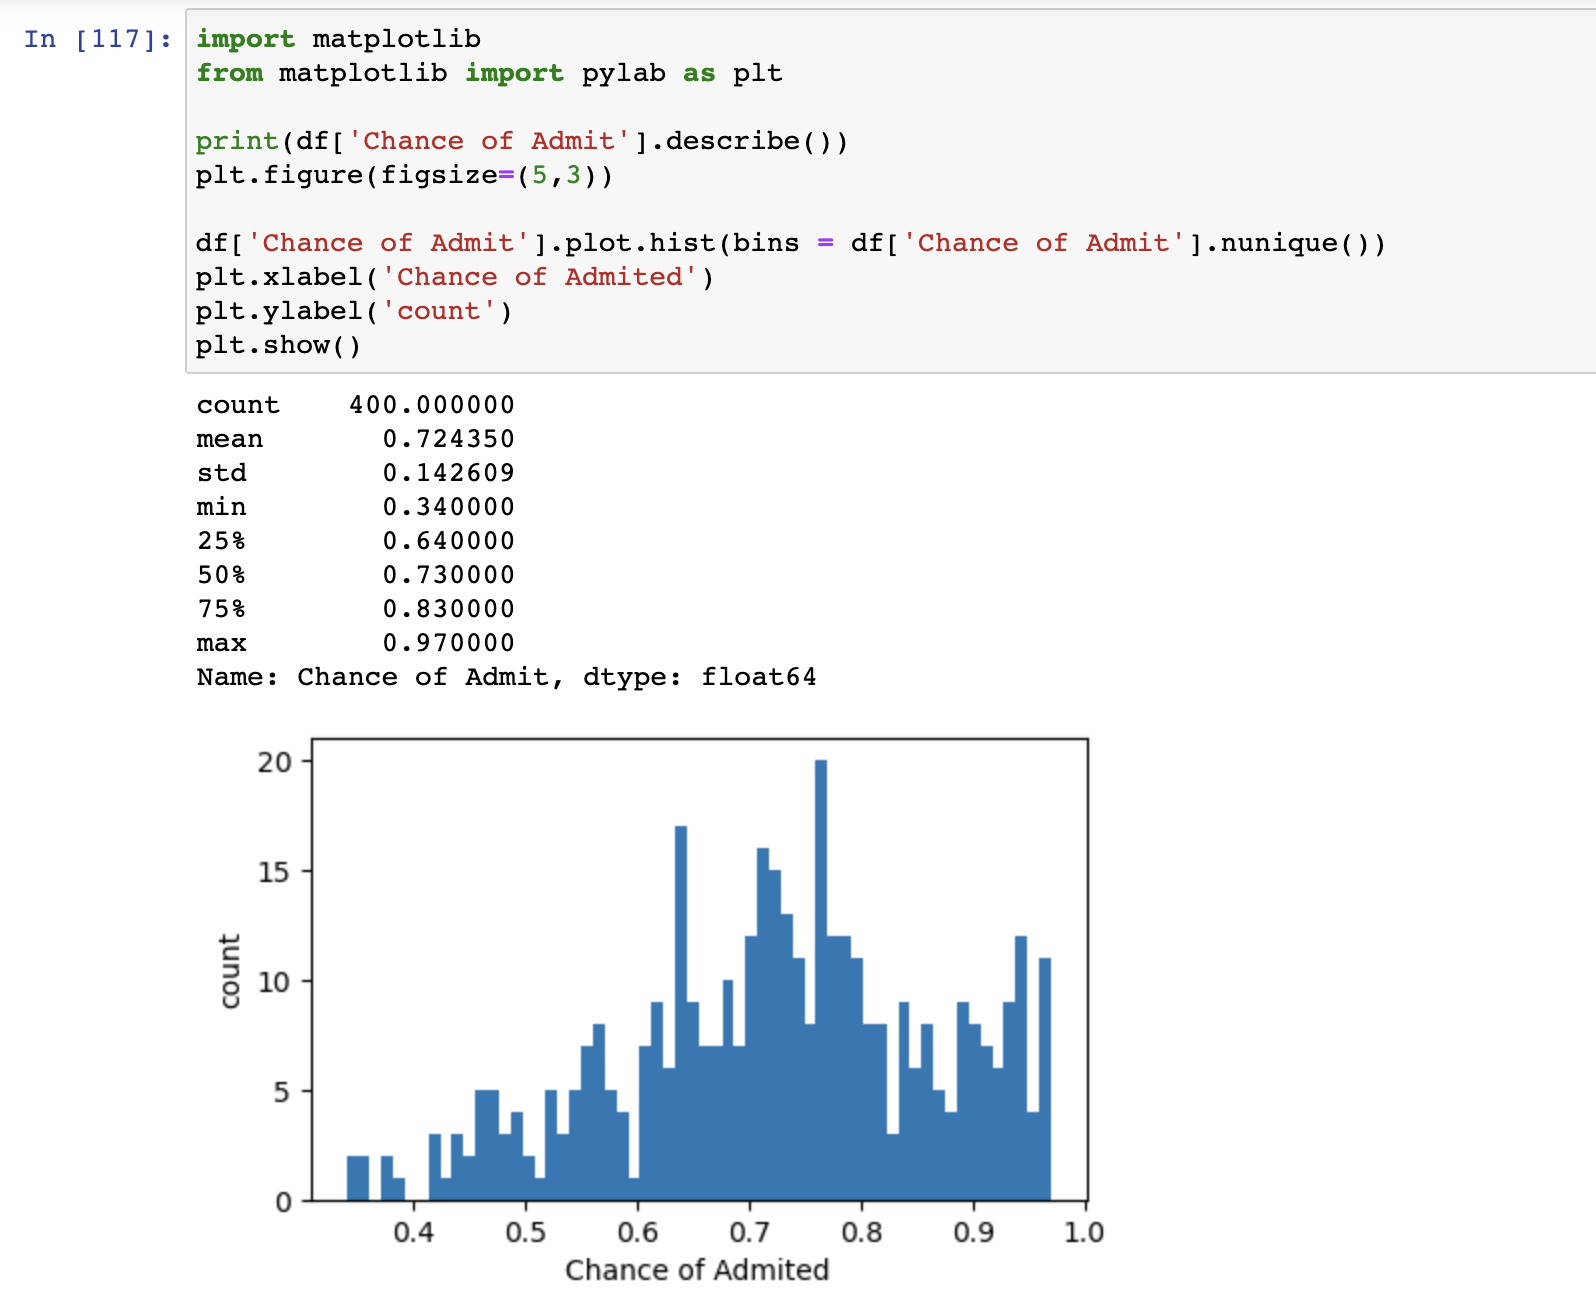 In [117]:
import matplotlib
from matplotlib import pylab as plt
print(df['Chance of Admit'].describe())
plt.figure(figsize=(5,3))
df['Chance of Admit'].plot.hist(bins = df['Chance of Admit'].nunique())
plt.xlabel('Chance of Admited')
plt.ylabel('count')
plt.show()
count 400.000000
mean 0.724350
std 0.142609
min 0.340000
25% 0.640000
50% 0.730000
75% 0.830000
max 0.970000
Name: Chance of Admit, dtype: float64
20
15
10
5
0
count
0.4 0.5 0.6 0.7 0.8 0.9 1.0
Chance of Admited